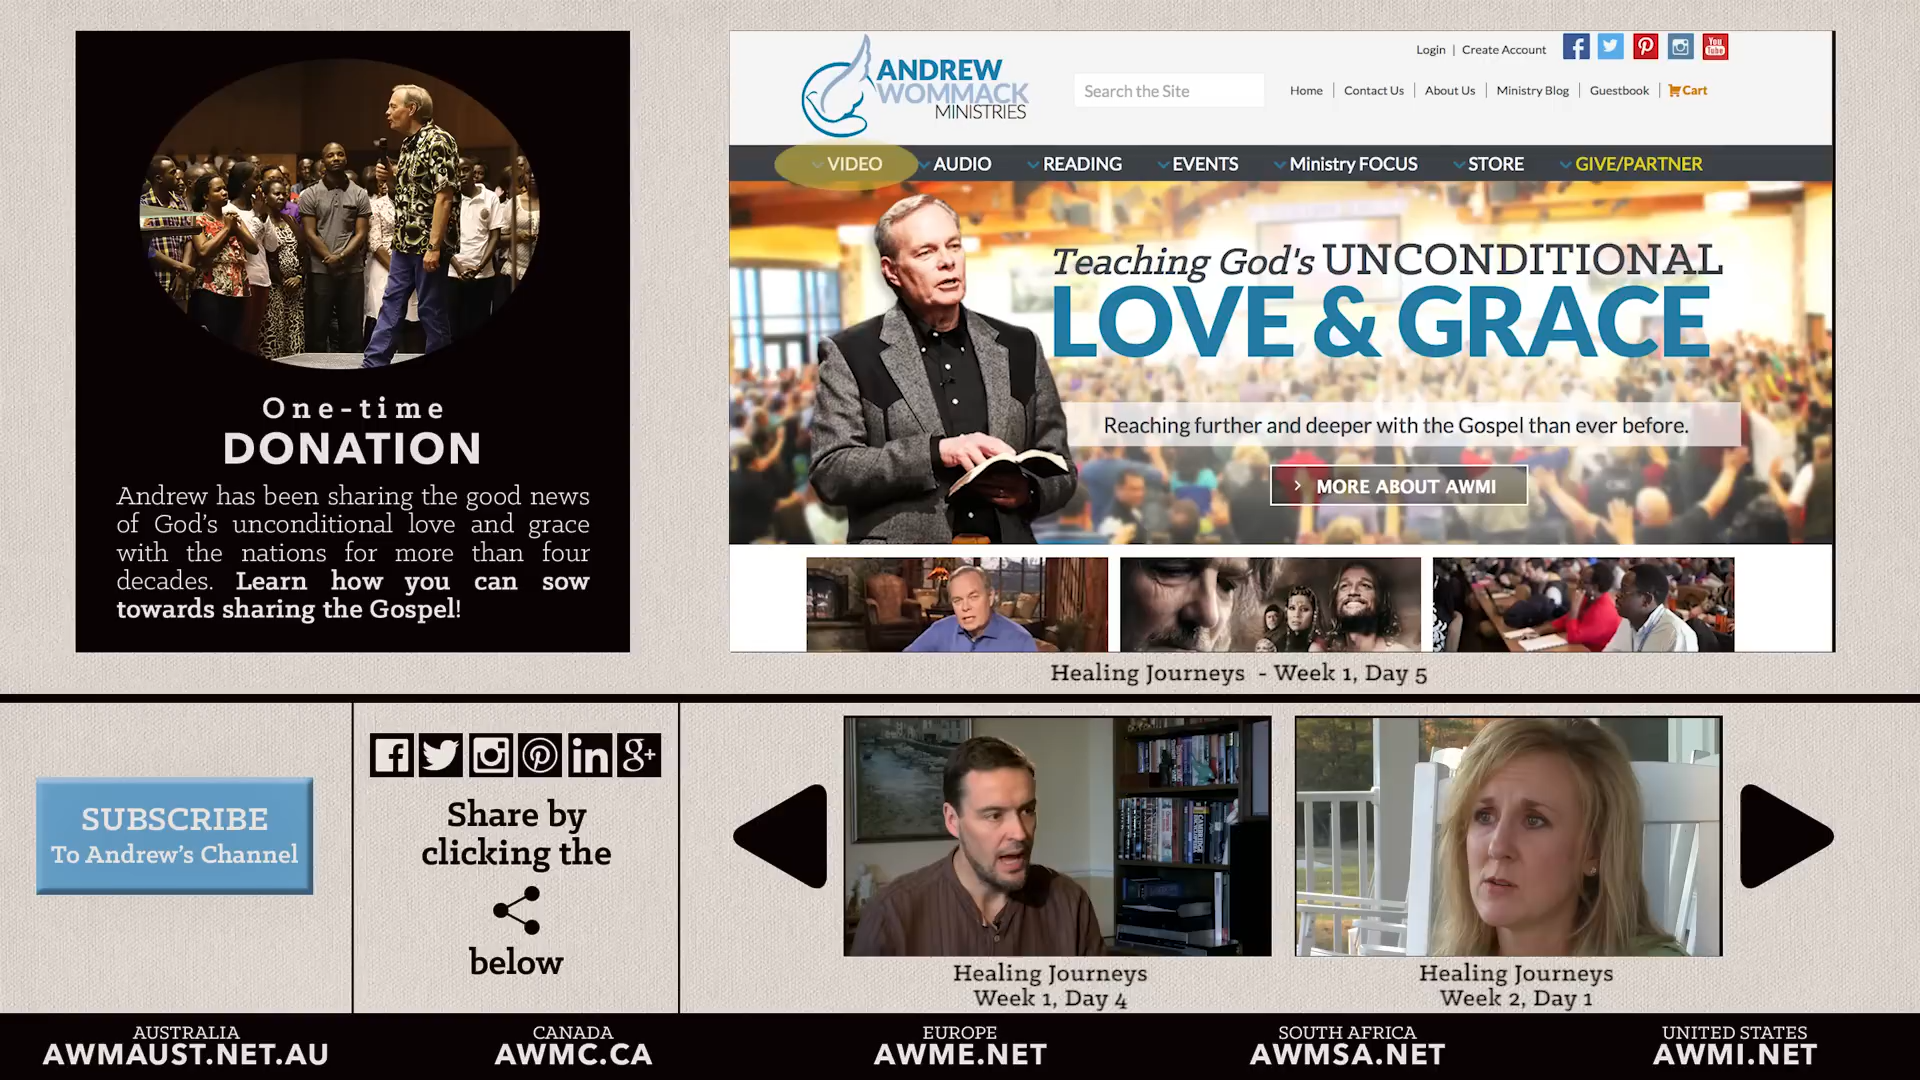 One-time
DONATION
Andrew has been sharing the good news
of God's unconditional love and grace
with the nations for more than four
decades. Learn how you can sow
towards sharing the Gospel!
ANDREW
WOMMACK
MINISTRIES
Search the Site
Login | Create Account
You
Tube
Home | Contact Us | About Us | Ministry Blog | Guestbook | Cart
VIDEO AUDIO READING EVENTS Ministry FOCUS STORE GIVE/PARTNER
Teaching God's UNCONDITIONAL
LOVE & GRACE
Reaching further and deeper with the Gospel than ever before.
> MORE ABOUT AWMI
Healing Journeys - Week 1, Day 5
SUBSCRIBE
To Andrew's Channel
Share by
clicking the
below
Healing Journeys
Week 1, Day 4
Healing Journeys
Week 2, Day 1
AUSTRALIA
AWMAUST.NET.AU
CANADA
AWMC.CA
EUROPE
AWME.NET
SOUTH AFRICA
AWMSA.NET
UNITED STATES
AWMI.NET